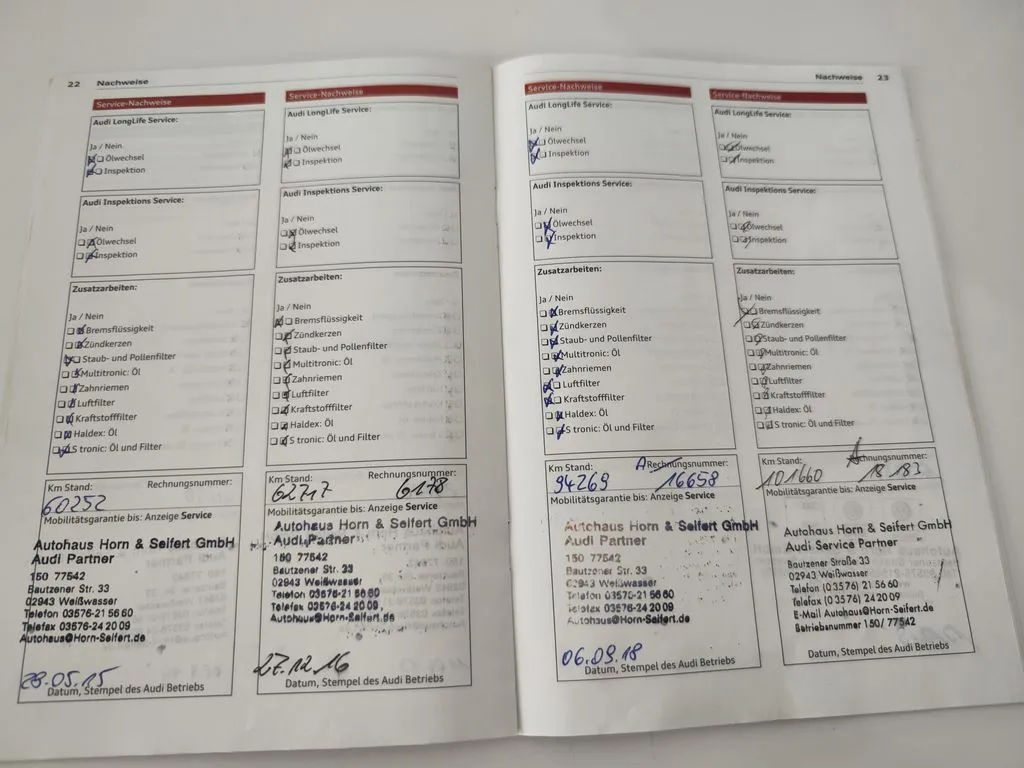 22 Nachweise
Service-Nachweise
Audi LongLife Service:
Ja / Nein
Ölwechsel
Inspektion
Audi Inspektions Service:
Ja / Nein
Ölwechsel
Inspektion
Zusatzarbeiten:
Ja / Nein
Bremsflüssigkeit
Zündkerzen
Staub- und Pollenfilter
Multitronic: Öl
Zahnriemen
Luftfilter
Kraftstofffilter
Haldex: Öl
S tronic: Öl und Filter
Km Stand: Rechnungsnummer:
60252
Mobilitätsgarantie bis: Anzeige Service
Autohaus Horn & Seifert GmbH
Audi Partner
150 77542
Bautzener Str. 33
02943 Weißwasser
Telefon 03576-21 56 60
Telefax 03576-24 20 09
Autohaus@Horn-Seifert.de
28.05.15
Datum, Stempel des Audi Betriebs
Service-Nachweise
Audi LongLife Service:
Ja / Nein
Ölwechsel
Inspektion
Audi Inspektions Service:
Ja / Nein
Ölwechsel
Inspektion
Zusatzarbeiten:
Ja / Nein
Bremsflüssigkeit
Zündkerzen
Staub- und Pollenfilter
Multitronic: Öl
Zahnriemen
Luftfilter
Kraftstofffilter
Haldex: Öl
S tronic: Öl und Filter
Km Stand: Rechnungsnummer:
62717 6178
Mobilitätsgarantie bis: Anzeige Service
Autohaus Horn & Seifert GmbH
Audi Partner
150 77542
Bautzener Str. 33
02943 Weißwasser
Telefon 03576-21 56 60
Telefax 03576-24 20 09
Autohaus@Horn-Seifert.de
27.12.16
Datum, Stempel des Audi Betriebs
Nachweise 23
Service-Nachweise
Audi LongLife Service:
Ja / Nein
Ölwechsel
Inspektion
Audi Inspektions Service:
Ja / Nein
Ölwechsel
Inspektion
Zusatzarbeiten:
Ja / Nein
Bremsflüssigkeit
Zündkerzen
Staub- und Pollenfilter
Multitronic: Öl
Zahnriemen
Luftfilter
Kraftstofffilter
Haldex: Öl
S tronic: Öl und Filter
Km Stand: A Rechnungsnummer:
94269 16658
Mobilitätsgarantie bis: Anzeige Service
Autohaus Horn & Seifert GmbH
Audi Partner
150 77542
Bautzener Str. 33
02943 Weißwasser
Telefon 03576-21 56 60
Telefax 03576-24 20 09
Autohaus@Horn-Seifert.de
06.09.18
Datum, Stempel des Audi Betriebs
Service-Nachweise
Audi LongLife Service:
Ja / Nein
Ölwechsel
Inspektion
Audi Inspektions Service:
Ja / Nein
Ölwechsel
Inspektion
Zusatzarbeiten:
Ja / Nein
Bremsflüssigkeit
Zündkerzen
Staub- und Pollenfilter
Multitronic: Öl
Zahnriemen
Luftfilter
Kraftstofffilter
Haldex: Öl
S tronic: Öl und Filter
Km Stand: A Rechnungsnummer:
101660 18183
Mobilitätsgarantie bis: Anzeige Service
Autohaus Horn & Seifert GmbH
Audi Service Partner
Bautzener Straße 33
02943 Weißwasser
Telefon (0 35 76) 21 56 60
Telefax (0 35 76) 24 20 09
E-Mail Autohaus@Horn-Seifert.de
Betriebsnummer 150/ 77542
Datum, Stempel des Audi Betriebs